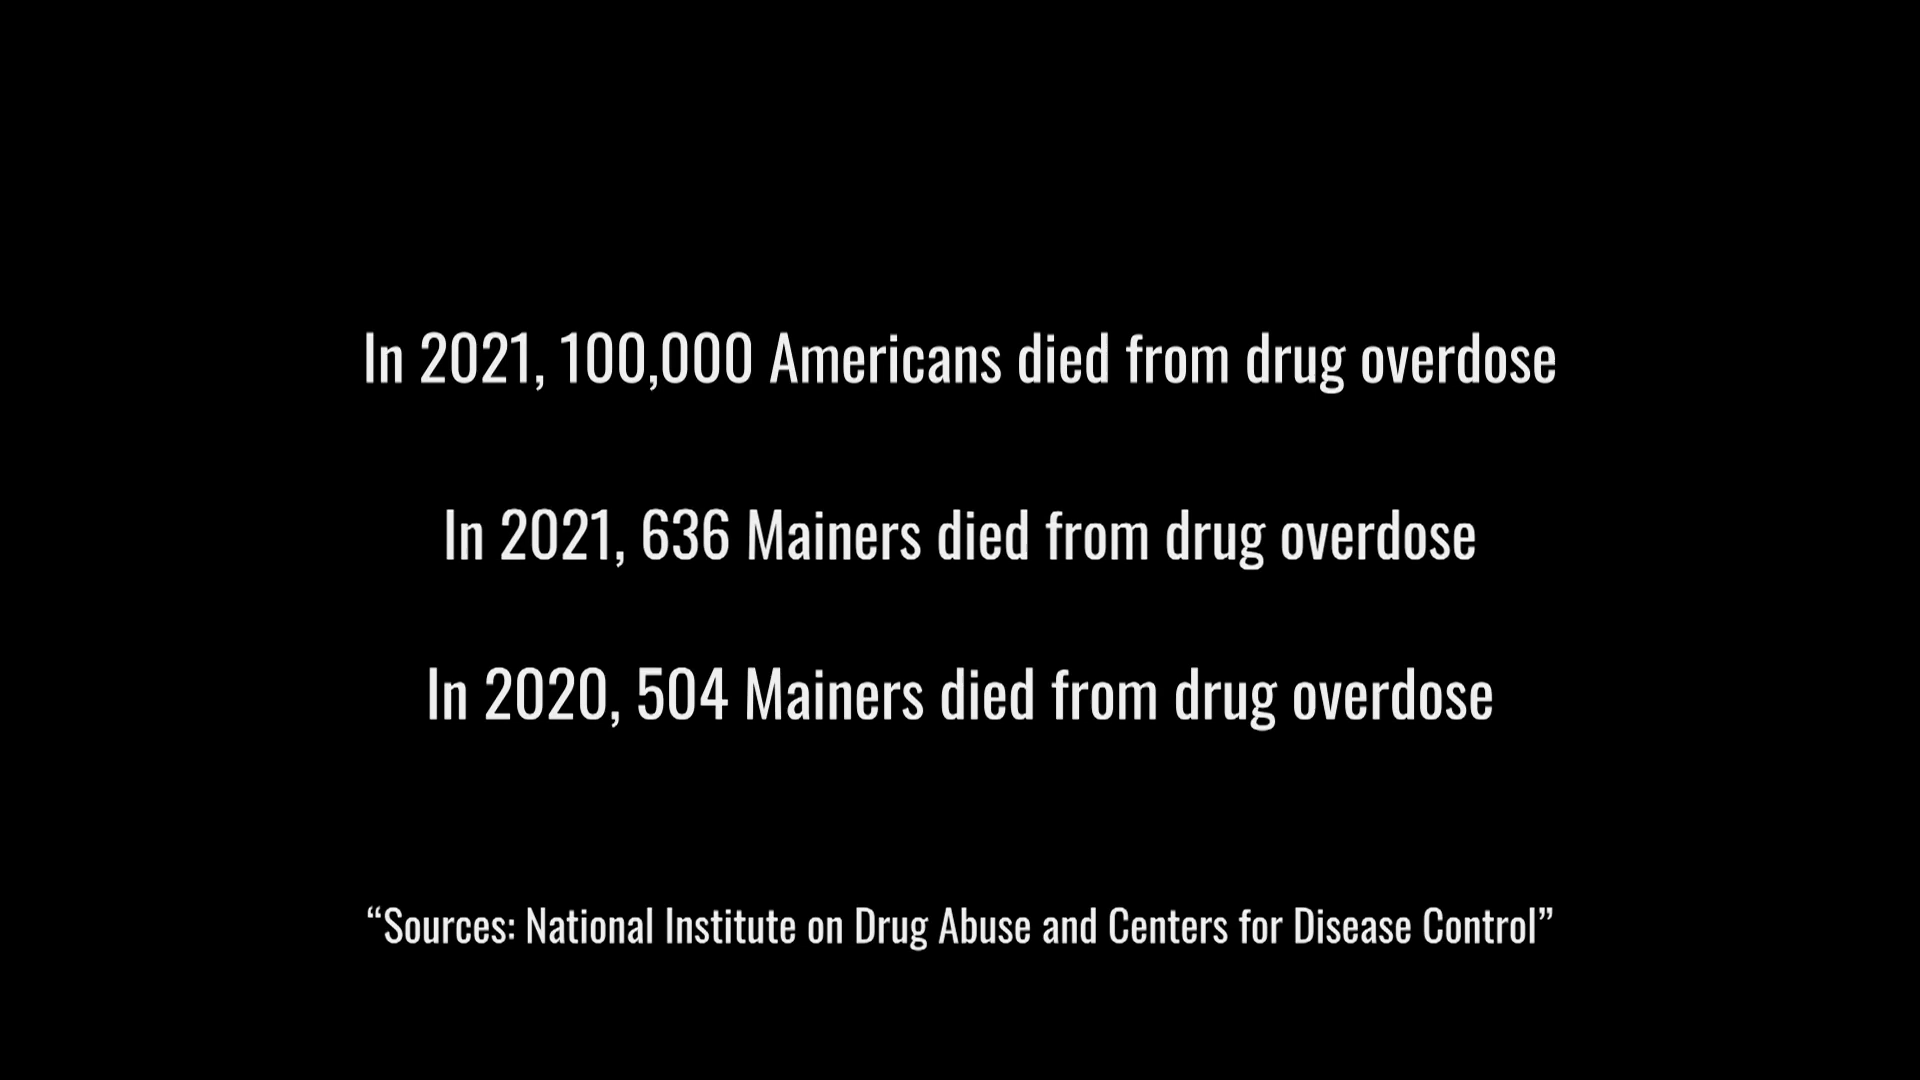 In 2021, 100,000 Americans died from drug overdose
In 2021, 636 Mainers died from drug overdose
In 2020, 504 Mainers died from drug overdose
“Sources: National Institute on Drug Abuse and Centers for Disease Control”